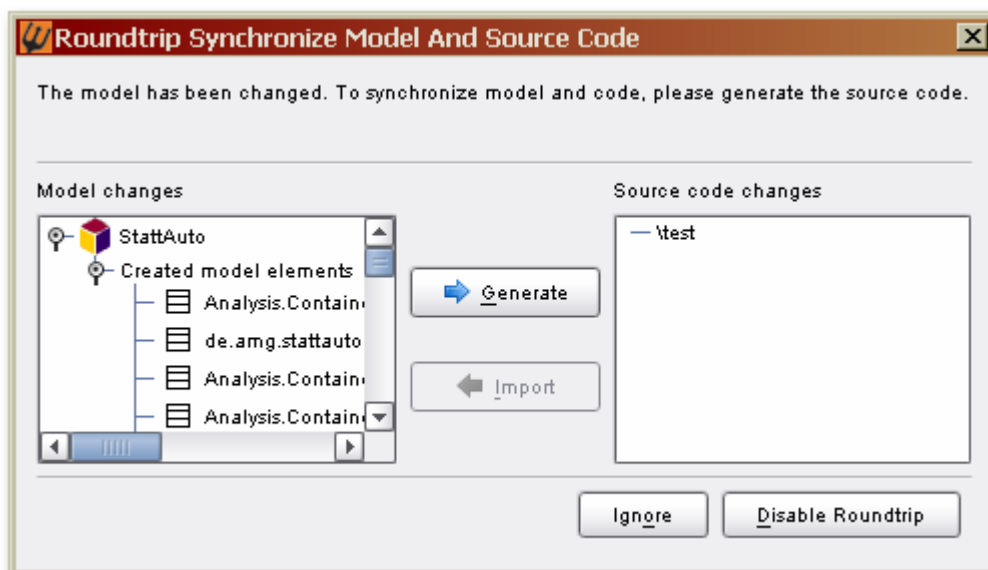 Roundtrip Synchronize Model And Source Code
The model has been changed. To synchronize model and code, please generate the source code.
Model changes
StattAuto
Created model elements
Analysis.Contain
de.amg.stattauto
Analysis.Contain
Analysis.Contain
Generate
Import
Source code changes
\test
Ignore
Disable Roundtrip